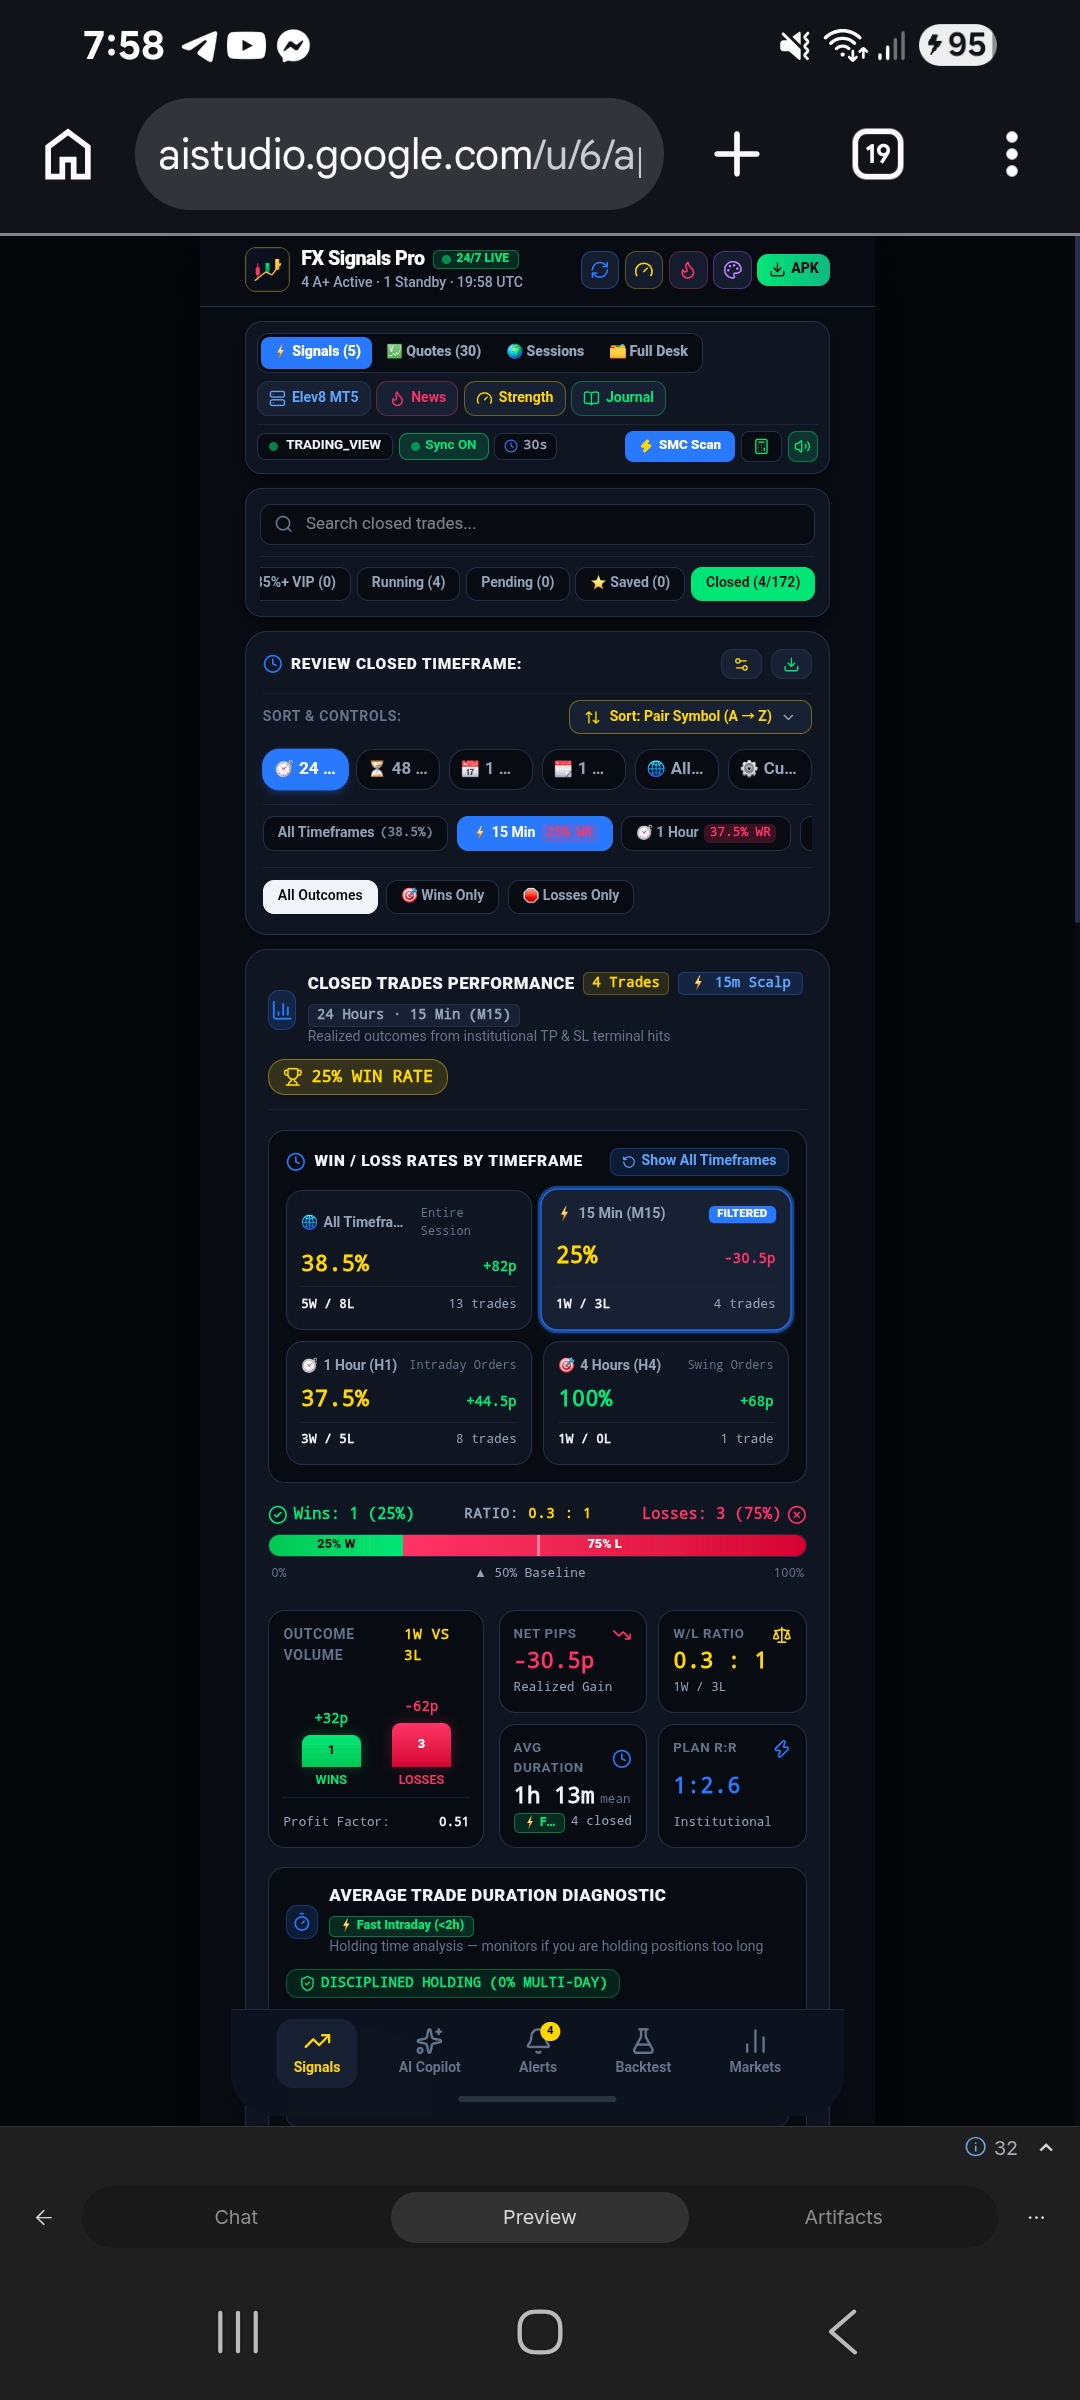 7:58
95
aistudio.google.com/u/6/a
19
FX Signals Pro
24/7 LIVE
4 A+ Active · 1 Standby · 19:58 UTC
APK
Signals (5)
Quotes (30)
Sessions
Full Desk
Elev8 MT5
News
Strength
Journal
TRADING_VIEW
Sync ON
30s
SMC Scan
Search closed trades...
35%+ VIP (0)
Running (4)
Pending (0)
Saved (0)
Closed (4/172)
REVIEW CLOSED TIMEFRAME:
SORT & CONTROLS:
Sort: Pair Symbol (A → Z)
24 ...
48 ...
1 ...
1 ...
All...
Cu...
All Timeframes (38.5%)
15 Min 25% WR
1 Hour 37.5% WR
All Outcomes
Wins Only
Losses Only
CLOSED TRADES PERFORMANCE
4 Trades
15m Scalp
24 Hours · 15 Min (M15)
Realized outcomes from institutional TP & SL terminal hits
25% WIN RATE
WIN / LOSS RATES BY TIMEFRAME
Show All Timeframes
All Timefra...
Entire Session
38.5%
+82p
5W / 8L
13 trades
15 Min (M15)
FILTERED
25%
-30.5p
1W / 3L
4 trades
1 Hour (H1)
Intraday Orders
37.5%
+44.5p
3W / 5L
8 trades
4 Hours (H4)
Swing Orders
100%
+68p
1W / 0L
1 trade
Wins: 1 (25%)
RATIO: 0.3 : 1
Losses: 3 (75%)
25% W
75% L
0%
▲ 50% Baseline
100%
OUTCOME VOLUME
1W VS 3L
+32p
-62p
1
3
WINS
LOSSES
Profit Factor:
0.51
NET PIPS
-30.5p
Realized Gain
W/L RATIO
0.3 : 1
1W / 3L
AVG DURATION
1h 13m mean
F...
4 closed
PLAN R:R
1:2.6
Institutional
AVERAGE TRADE DURATION DIAGNOSTIC
Fast Intraday (<2h)
Holding time analysis — monitors if you are holding positions too long
DISCIPLINED HOLDING (0% MULTI-DAY)
4
Signals
AI Copilot
Alerts
Backtest
Markets
32
Chat
Preview
Artifacts